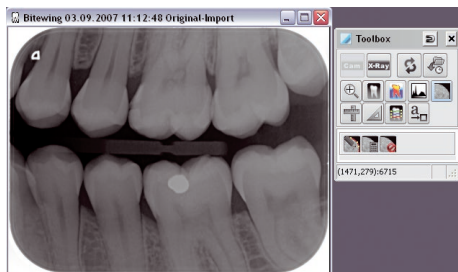 Bitewing 03.09.2007 11:12:48 Original-Import
Toolbox
Cam X-Ray
a
(1471,279):6715